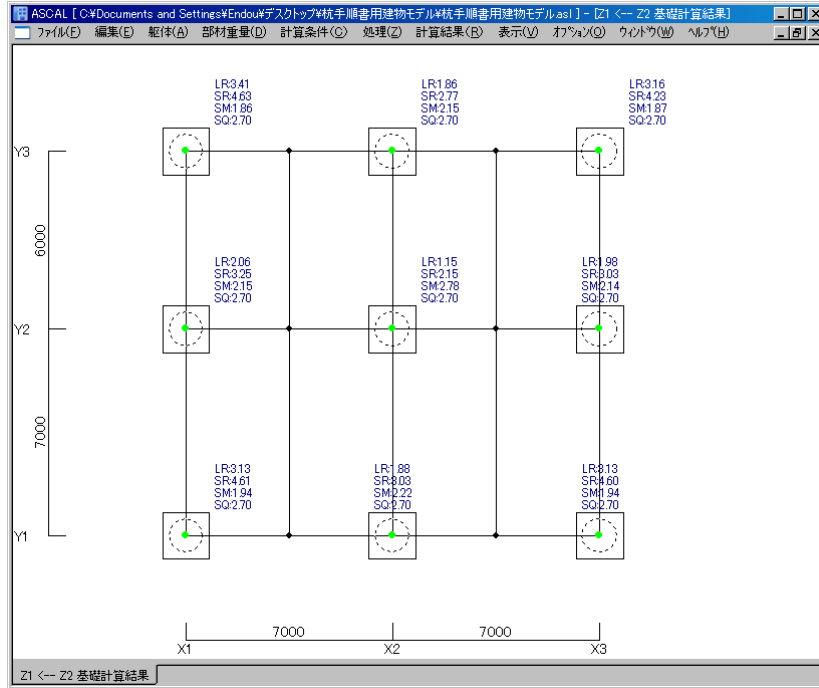 ASCAL [ C:¥Documents and Settings¥Endou¥デスクトップ¥杭手順書用建物モデル¥杭手順書用建物モデル.asl ] - [Z1 <-- Z2 基礎計算結果]
ファイル(F) 編集(E) 躯体(A) 部材重量(D) 計算条件(C) 処理(Z) 計算結果(R) 表示(V) オプション(O) ウィンドウ(W) ヘルプ(H)
LR:3.41
SR:4.63
SM:1.86
SQ:2.70
LR:1.86
SR:2.77
SM:2.15
SQ:2.70
LR:3.16
SR:4.23
SM:1.87
SQ:2.70
Y3
6000
LR:2.06
SR:3.25
SM:2.15
SQ:2.70
LR:1.15
SR:2.15
SM:2.78
SQ:2.70
LR:1.98
SR:3.03
SM:2.14
SQ:2.70
Y2
7000
LR:3.13
SR:4.61
SM:1.94
SQ:2.70
LR:1.88
SR:3.03
SM:2.22
SQ:2.70
LR:3.13
SR:4.60
SM:1.94
SQ:2.70
Y1
7000 7000
X1 X2 X3
Z1 <-- Z2 基礎計算結果